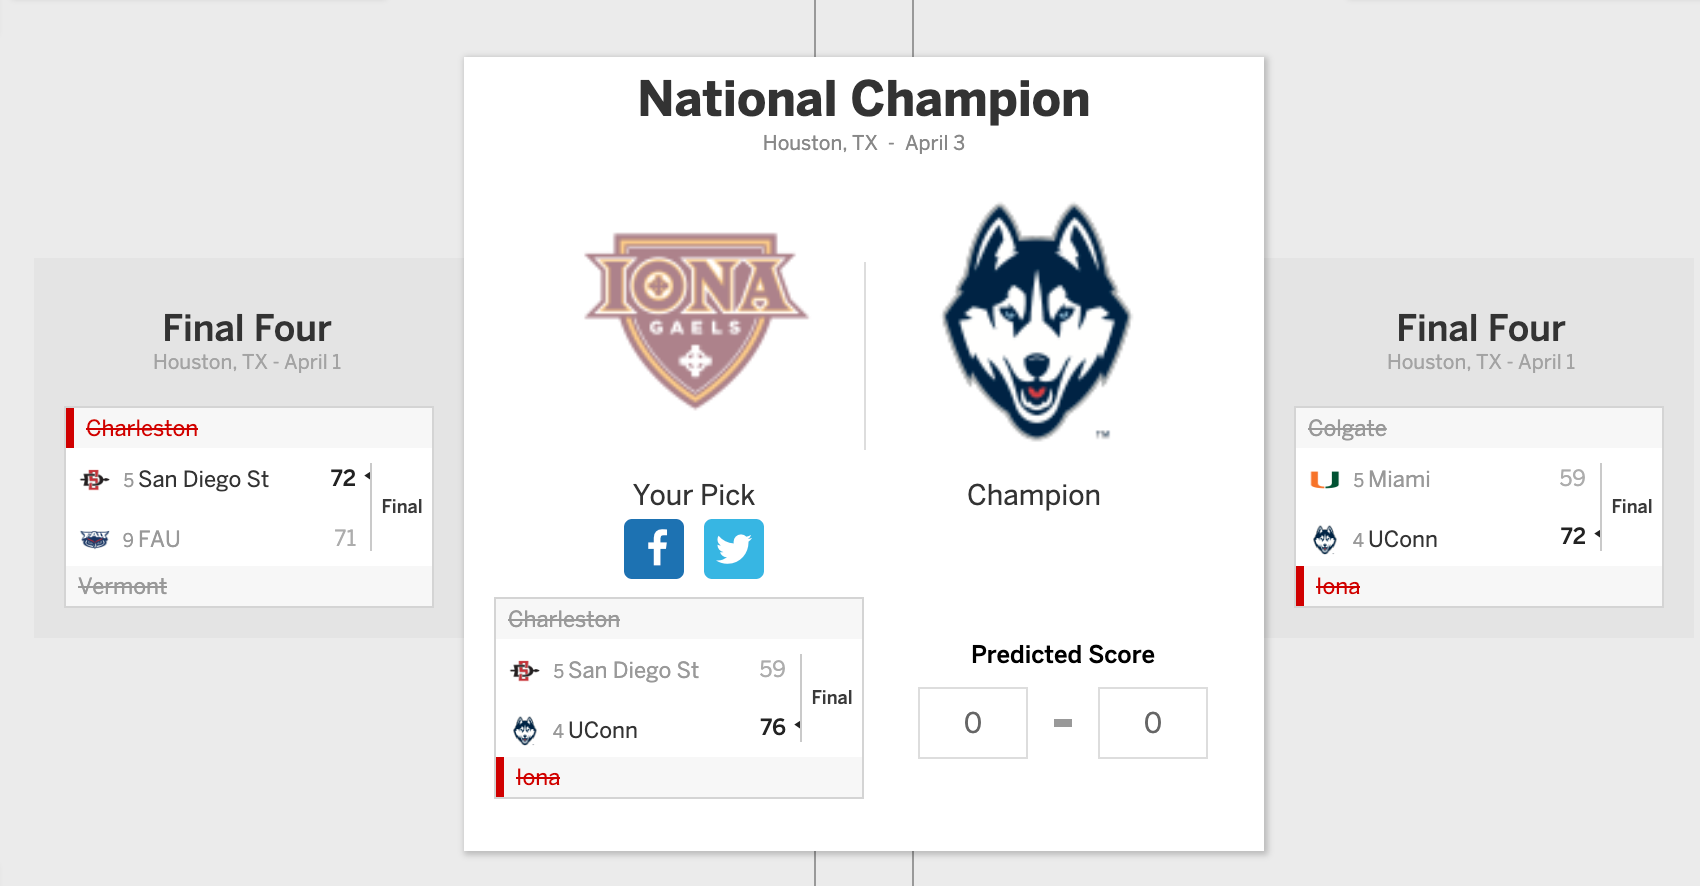 National Champion
Houston, TX - April 3
IONA
GAELS
TM
Your Pick
Champion
Charleston
5 San Diego St 59
4 UConn 76
Final
Iona
Predicted Score
0 - 0
Final Four
Houston, TX - April 1
Charleston
5 San Diego St 72
9 FAU 71
Final
Vermont
Final Four
Houston, TX - April 1
Colgate
5 Miami 59
4 UConn 72
Final
Iona